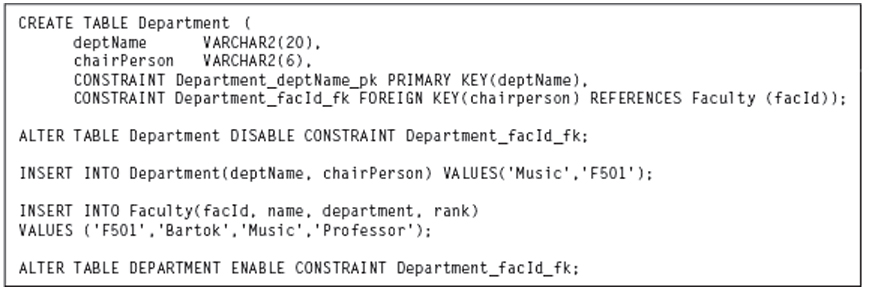 CREATE TABLE Department (
deptName VARCHAR2(20),
chairPerson VARCHAR2(6),
CONSTRAINT Department_deptName_pk PRIMARY KEY(deptName),
CONSTRAINT Department_facId_fk FOREIGN KEY(chairperson) REFERENCES Faculty (facId));
ALTER TABLE Department DISABLE CONSTRAINT Department_facId_fk;
INSERT INTO Department(deptName, chairPerson) VALUES('Music','F501');
INSERT INTO Faculty(facId, name, department, rank)
VALUES ('F501','Bartok','Music','Professor');
ALTER TABLE DEPARTMENT ENABLE CONSTRAINT Department_facId_fk;